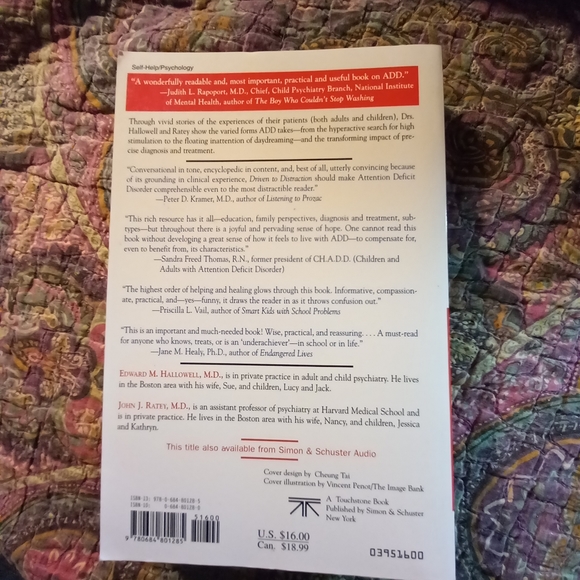 Self-Help/Psychology
"A wonderfully readable and, most important, practical and useful book on ADD."
—Judith L. Rapoport, M.D., Chief, Child Psychiatry Branch, National Institute
of Mental Health, author of The Boy Who Couldn't Stop Washing
Through vivid stories of the experiences of their patients (both adults and children), Drs.
Hallowell and Ratey show the varied forms ADD takes—from the hyperactive search for high
stimulation to the floating inattention of daydreaming—and the transforming impact of pre-
cise diagnosis and treatment.
"Conversational in tone, encyclopedic in content, and, best of all, utterly convincing because
of its grounding in clinical experience, Driven to Distraction should make Attention Deficit
Disorder comprehensible even to the most distractible reader."
—Peter D. Kramer, M.D., author of Listening to Prozac
"This rich resource has it all—education, family perspectives, diagnosis and treatment, sub-
types—but throughout there is a joyful and pervading sense of hope. One cannot read this
book without developing a great sense of how it feels to live with ADD—to compensate for,
even to benefit from, its characteristics."
—Sandra Freed Thomas, R.N., former president of CH.A.D.D. (Children and
Adults with Attention Deficit Disorder)
"The highest order of helping and healing glows through this book. Informative, compassion-
ate, practical, and—yes—funny, it draws the reader in as it throws confusion out."
—Priscilla L. Vail, author of Smart Kids with School Problems
"This is an important and much-needed book! Wise, practical, and reassuring. . . . A must-read
for anyone who knows, treats, or is an 'underachiever'—in school or in life."
—Jane M. Healy, Ph.D., author of Endangered Lives
EDWARD M. HALLOWELL, M.D., is in private practice in adult and child psychiatry. He lives
in the Boston area with his wife, Sue, and children, Lucy and Jack.
JOHN J. RATEY, M.D., is an assistant professor of psychiatry at Harvard Medical School and
is in private practice. He lives in the Boston area with his wife, Nancy, and children, Jessica
and Kathryn.
This title also available from Simon & Schuster Audio
Cover design by Cheung Tai
Cover illustration by Vincent Penot/The Image Bank
A Touchstone Book
Published by Simon & Schuster
New York
ISBN 13: 978-0-684-80128-5
ISBN 10: 0-684-80128-0
51600
9 780684 801285
U.S. $16.00
Can. $18.99
03951600